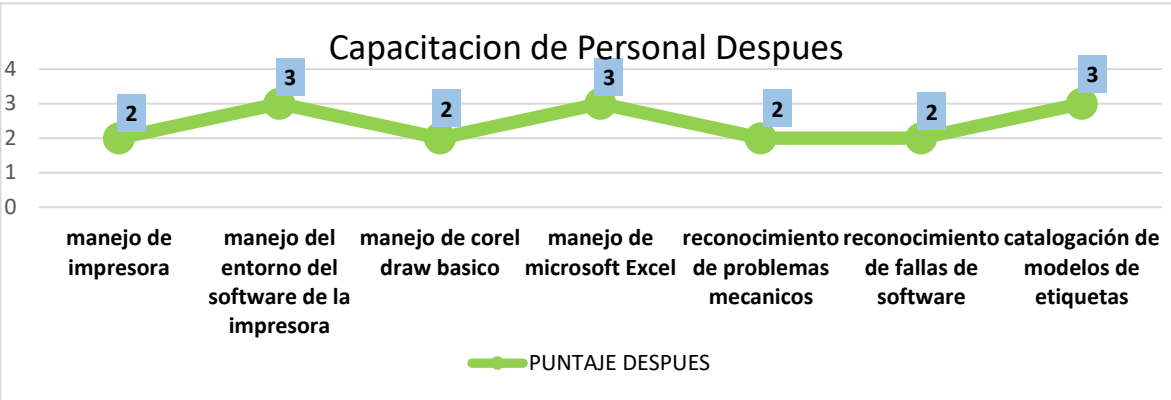 Capacitacion de Personal Despues
4
3
2
1
0
2
3
2
3
2
2
3
manejo de
impresora
manejo del
entorno del
software de la
impresora
manejo de corel
draw basico
manejo de
microsoft Excel
reconocimiento
de problemas
mecanicos
reconocimiento
de fallas de
software
catalogación de
modelos de
etiquetas
PUNTAJE DESPUES